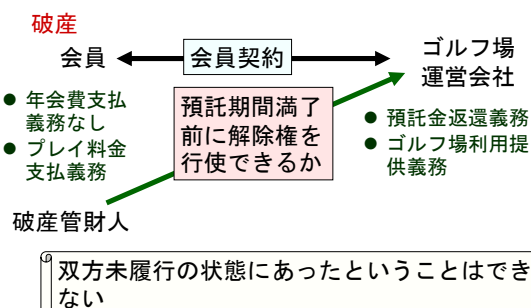 破産
会員
会員契約
ゴルフ場
運営会社
● 年会費支払
義務なし
● プレイ料金
支払義務
預託期間満了
前に解除権を
行使できるか
● 預託金返還義務
● ゴルフ場利用提
供義務
破産管財人
双方未履行の状態にあったということはでき
ない